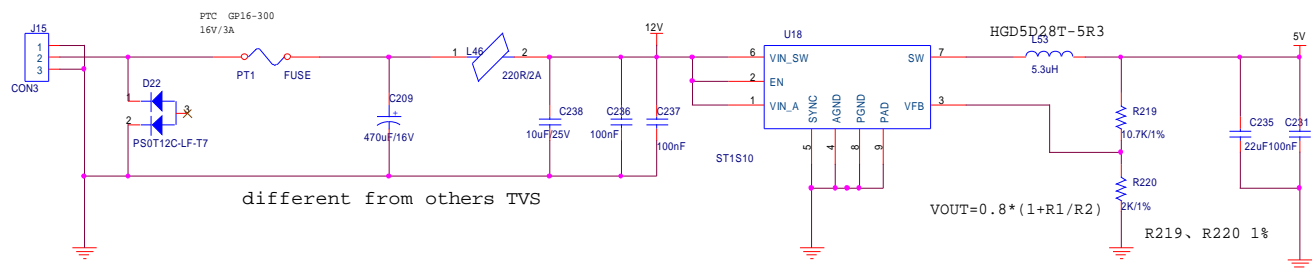 PTC GP16-300
16V/3A
J15
1
2
3
CON3
D22
1
2
3
PS0T12C-LF-T7
PT1 FUSE
C209
+
470uF/16V
1 L46 2
220R/2A
C238
10uF/25V
C236
100nF
C237
100nF
12V
U18
6 VIN_SW
2 EN
1 VIN_A
SW 7
VFB 3
SYNC
AGND
PGND
PAD
5
4
8
9
ST1S10
HGD5D28T-5R3
L53
5.3uH
5V
R219
10.7K/1%
R220
2K/1%
C235
22uF
C231
100nF
different from others TVS
VOUT=0.8*(1+R1/R2)
R219、R220 1%